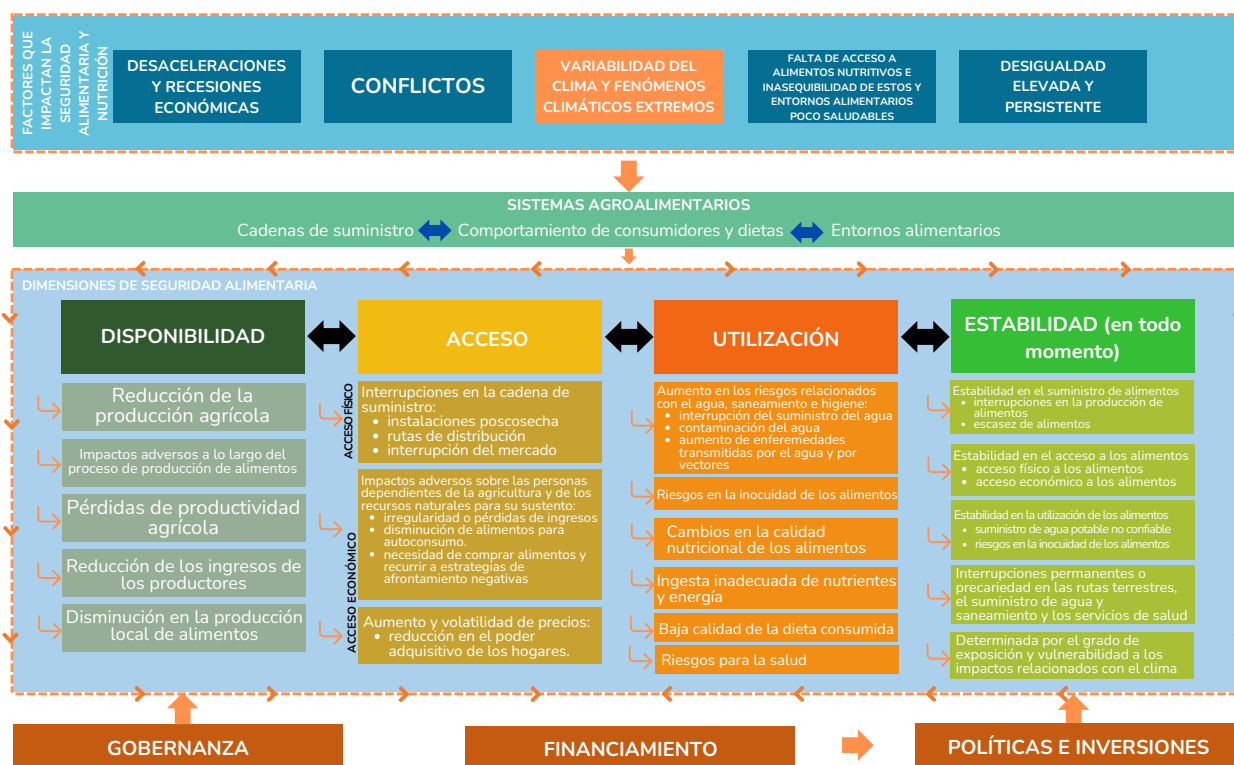 FACTORES QUE
IMPACTAN LA
SEGURIDAD
ALIMENTARIA Y
NUTRICIÓN
DESACELERACIONES
Y RECESIONES
ECONÓMICAS
CONFLICTOS
VARIABILIDAD DEL
CLIMA Y FENÓMENOS
CLIMÁTICOS EXTREMOS
FALTA DE ACCESO A
ALIMENTOS NUTRITIVOS E
INASEQUIBILIDAD DE ESTOS Y
ENTORNOS ALIMENTARIOS
POCO SALUDABLES
DESIGUALDAD
ELEVADA Y
PERSISTENTE
SISTEMAS AGROALIMENTARIOS
Cadenas de suministro Comportamiento de consumidores y dietas Entornos alimentarios
DIMENSIONES DE SEGURIDAD ALIMENTARIA
DISPONIBILIDAD
Reducción de la
producción agrícola
Impactos adversos a lo largo del
proceso de producción de alimentos
Pérdidas de productividad
agrícola
Reducción de los ingresos de
los productores
Disminución en la producción
local de alimentos
ACCESO
ACCESO FÍSICO
Interrupciones en la cadena de
suministro:
• instalaciones poscosecha
• rutas de distribución
• interrupción del mercado
ACCESO ECONÓMICO
Impactos adversos sobre las personas
dependientes de la agricultura y de los
recursos naturales para su sustento:
• irregularidad o pérdidas de ingresos
• disminución de alimentos para
autoconsumo.
• necesidad de comprar alimentos y
recurrir a estrategias de
afrontamiento negativas
Aumento y volatilidad de precios:
• reducción en el poder
adquisitivo de los hogares.
UTILIZACIÓN
Aumento en los riesgos relacionados
con el agua, saneamiento e higiene:
• interrupción del suministro del agua
• contaminación del agua
• aumento de enferemedades
transmitidas por el agua y por
vectores
Riesgos en la inocuidad de los alimentos
Cambios en la calidad
nutricional de los alimentos
Ingesta inadecuada de nutrientes
y energía
Baja calidad de la dieta consumida
Riesgos para la salud
ESTABILIDAD (en todo
momento)
Estabilidad en el suministro de alimentos
• interrupciones en la producción de
alimentos
• escasez de alimentos
Estabilidad en el acceso a los alimentos
• acceso físico a los alimentos
• acceso económico a los alimentos
Estabilidad en la utilización de los alimentos
• suministro de agua potable no confiable
• riesgos en la inocuidad de los alimentos
Interrupciones permanentes o
precariedad en las rutas terrestres,
el suministro de agua y
saneamiento y los servicios de salud
Determinada por el grado de
exposición y vulnerabilidad a los
impactos relacionados con el clima
GOBERNANZA
FINANCIAMIENTO
POLÍTICAS E INVERSIONES